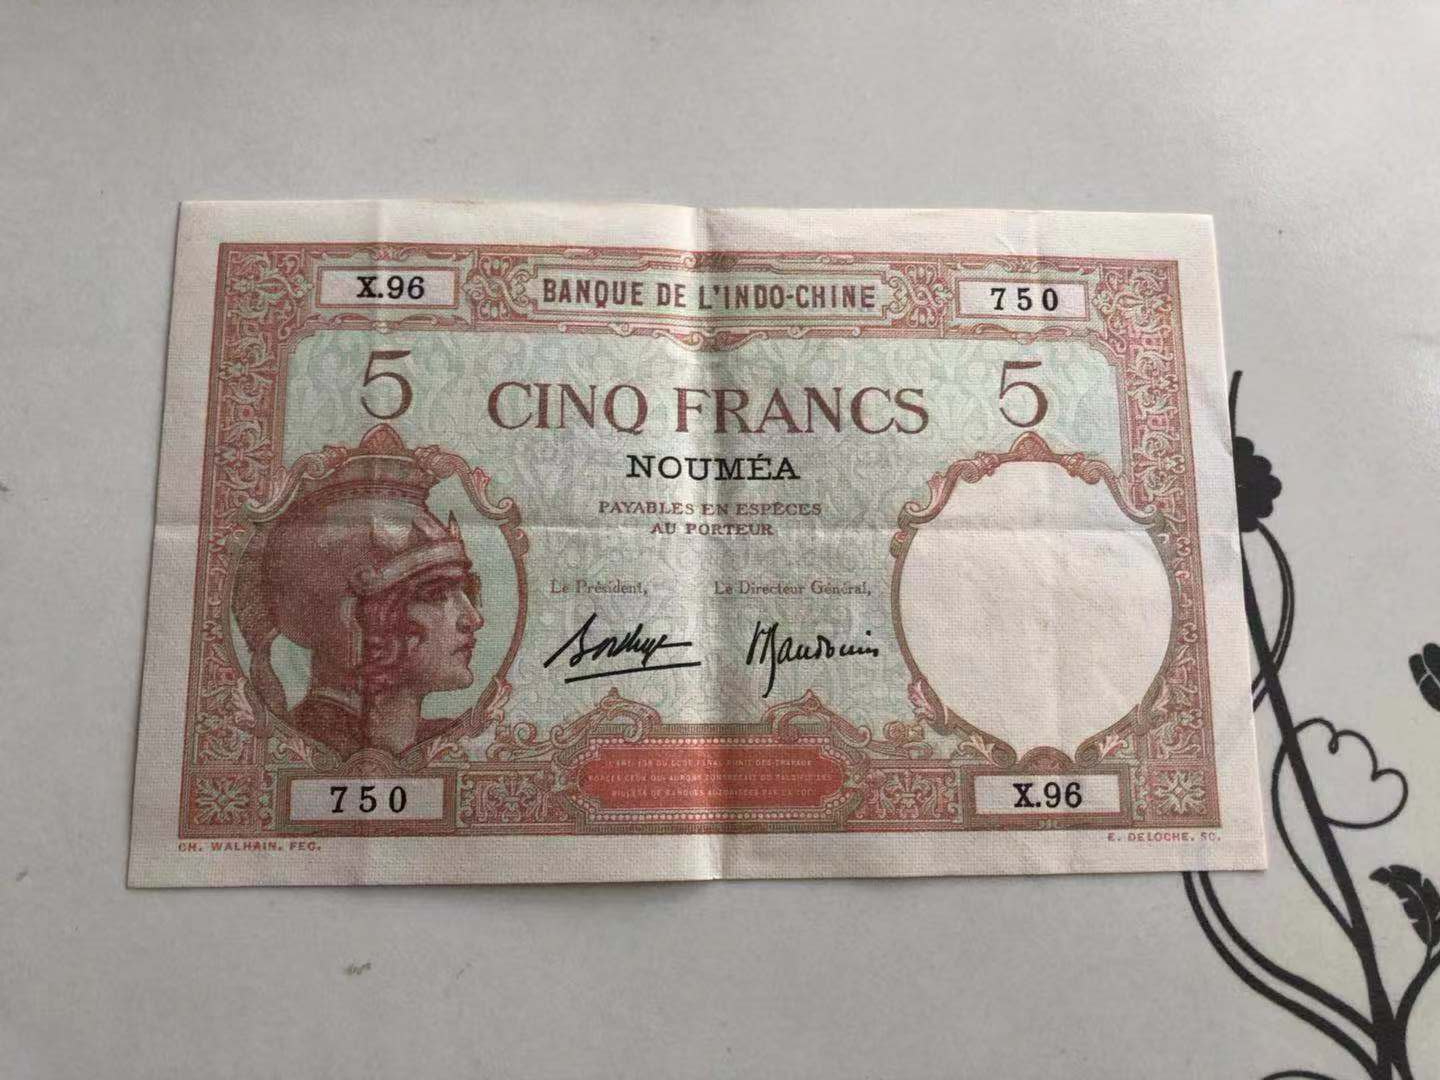 X.96
BANQUE DE L'INDO-CHINE
750
5
CINQ FRANCS
5
NOUMÉA
PAYABLES EN ESPÈCES
AU PORTEUR
Le Président,
Le Directeur Général,
750
X.96
CH. WALHAIN. FEC.
E. DELOCHE. SC.